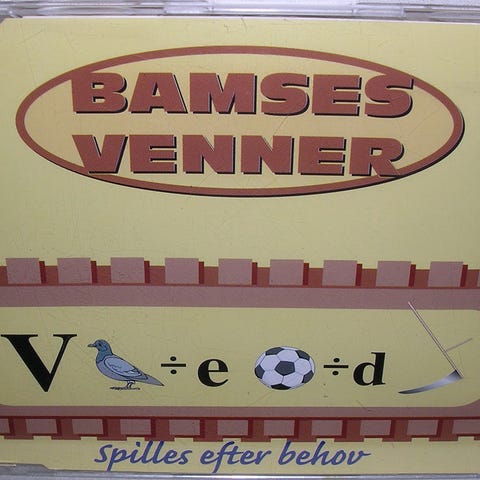 BAMSES
VENNER
V ÷e ÷d
Spilles efter behov